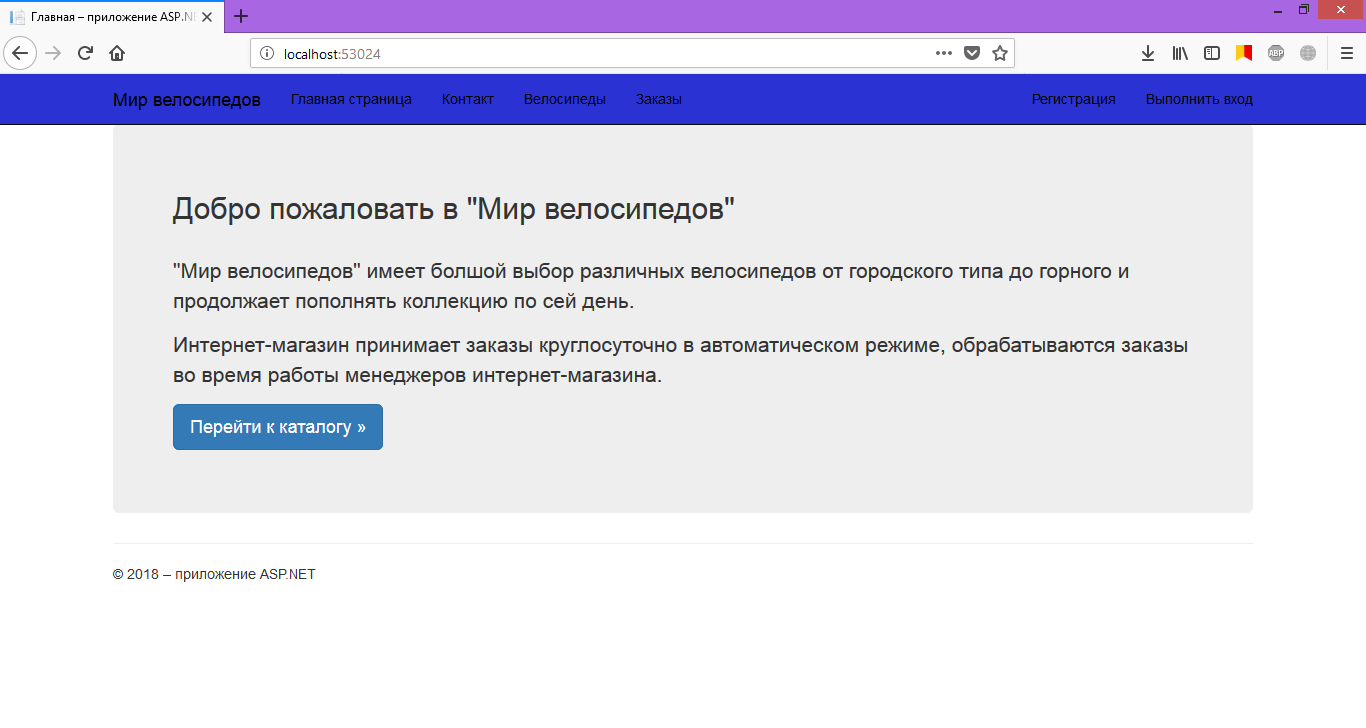 Главная – приложение ASP.N
localhost:53024
ABP
Мир велосипедов Главная страница Контакт Велосипеды Заказы Регистрация Выполнить вход
Добро пожаловать в "Мир велосипедов"
"Мир велосипедов" имеет болшой выбор различных велосипедов от городского типа до горного и
продолжает пополнять коллекцию по сей день.
Интернет-магазин принимает заказы круглосуточно в автоматическом режиме, обрабатываются заказы
во время работы менеджеров интернет-магазина.
Перейти к каталогу »
© 2018 – приложение ASP.NET